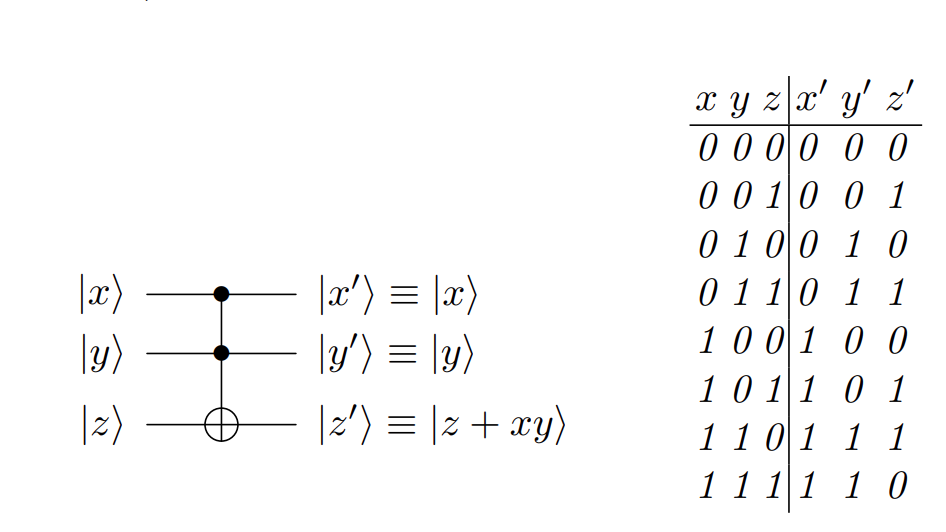 |x⟩ |x′⟩ ≡ |x⟩
|y⟩ |y′⟩ ≡ |y⟩
|z⟩ |z′⟩ ≡ |z + xy⟩
x y z x′ y′ z′
0 0 0 0 0 0
0 0 1 0 0 1
0 1 0 0 1 0
0 1 1 0 1 1
1 0 0 1 0 0
1 0 1 1 0 1
1 1 0 1 1 1
1 1 1 1 1 0